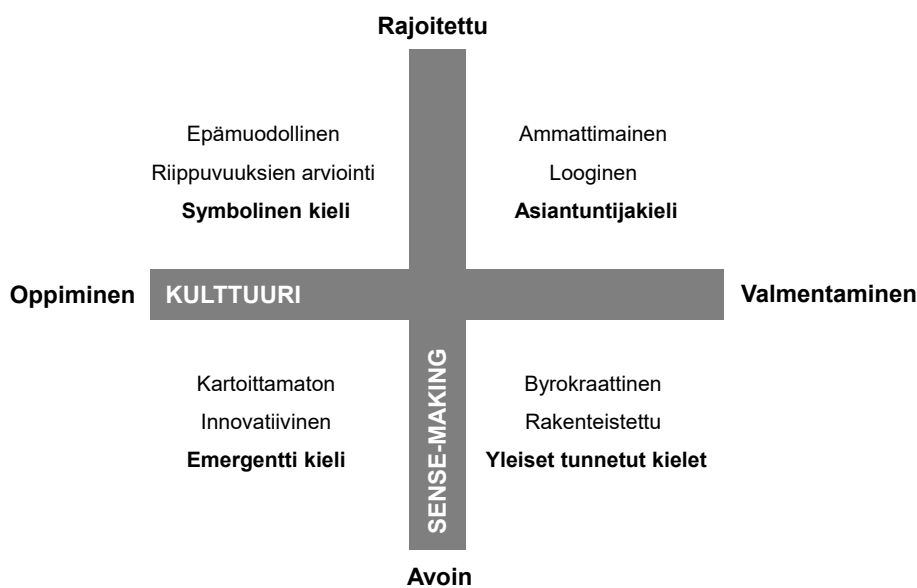 Rajoitettu
Epämuodollinen
Riippuvuuksien arviointi
Symbolinen kieli
Ammattimainen
Looginen
Asiantuntijakieli
Oppiminen
KULTTUURI
Valmentaminen
Kartoittamaton
Innovatiivinen
Emergentti kieli
SENSE-MAKING
Byrokraattinen
Rakenteistettu
Yleiset tunnetut kielet
Avoin